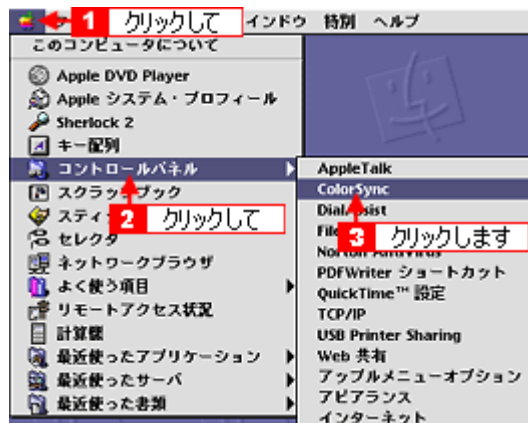 1 クリックして インドウ 特別 ヘルプ
このコンピュータについて
Apple DVD Player
Apple システム・プロフィール
Sherlock 2
キー配列
コントロールパネル
スクラップブック
2 クリックして
セレクタ
ネットワークブラウザ
よく使う項目
リモートアクセス状況
計算機
最近使ったアプリケーション
最近使ったサーバ
最近使った書類
AppleTalk
ColorSync
3 クリックします
Norton AntiVirus
PDFWriter ショートカット
QuickTime™ 設定
TCP/IP
USB Printer Sharing
Web 共有
アップルメニューオプション
アピアランス
インターネット